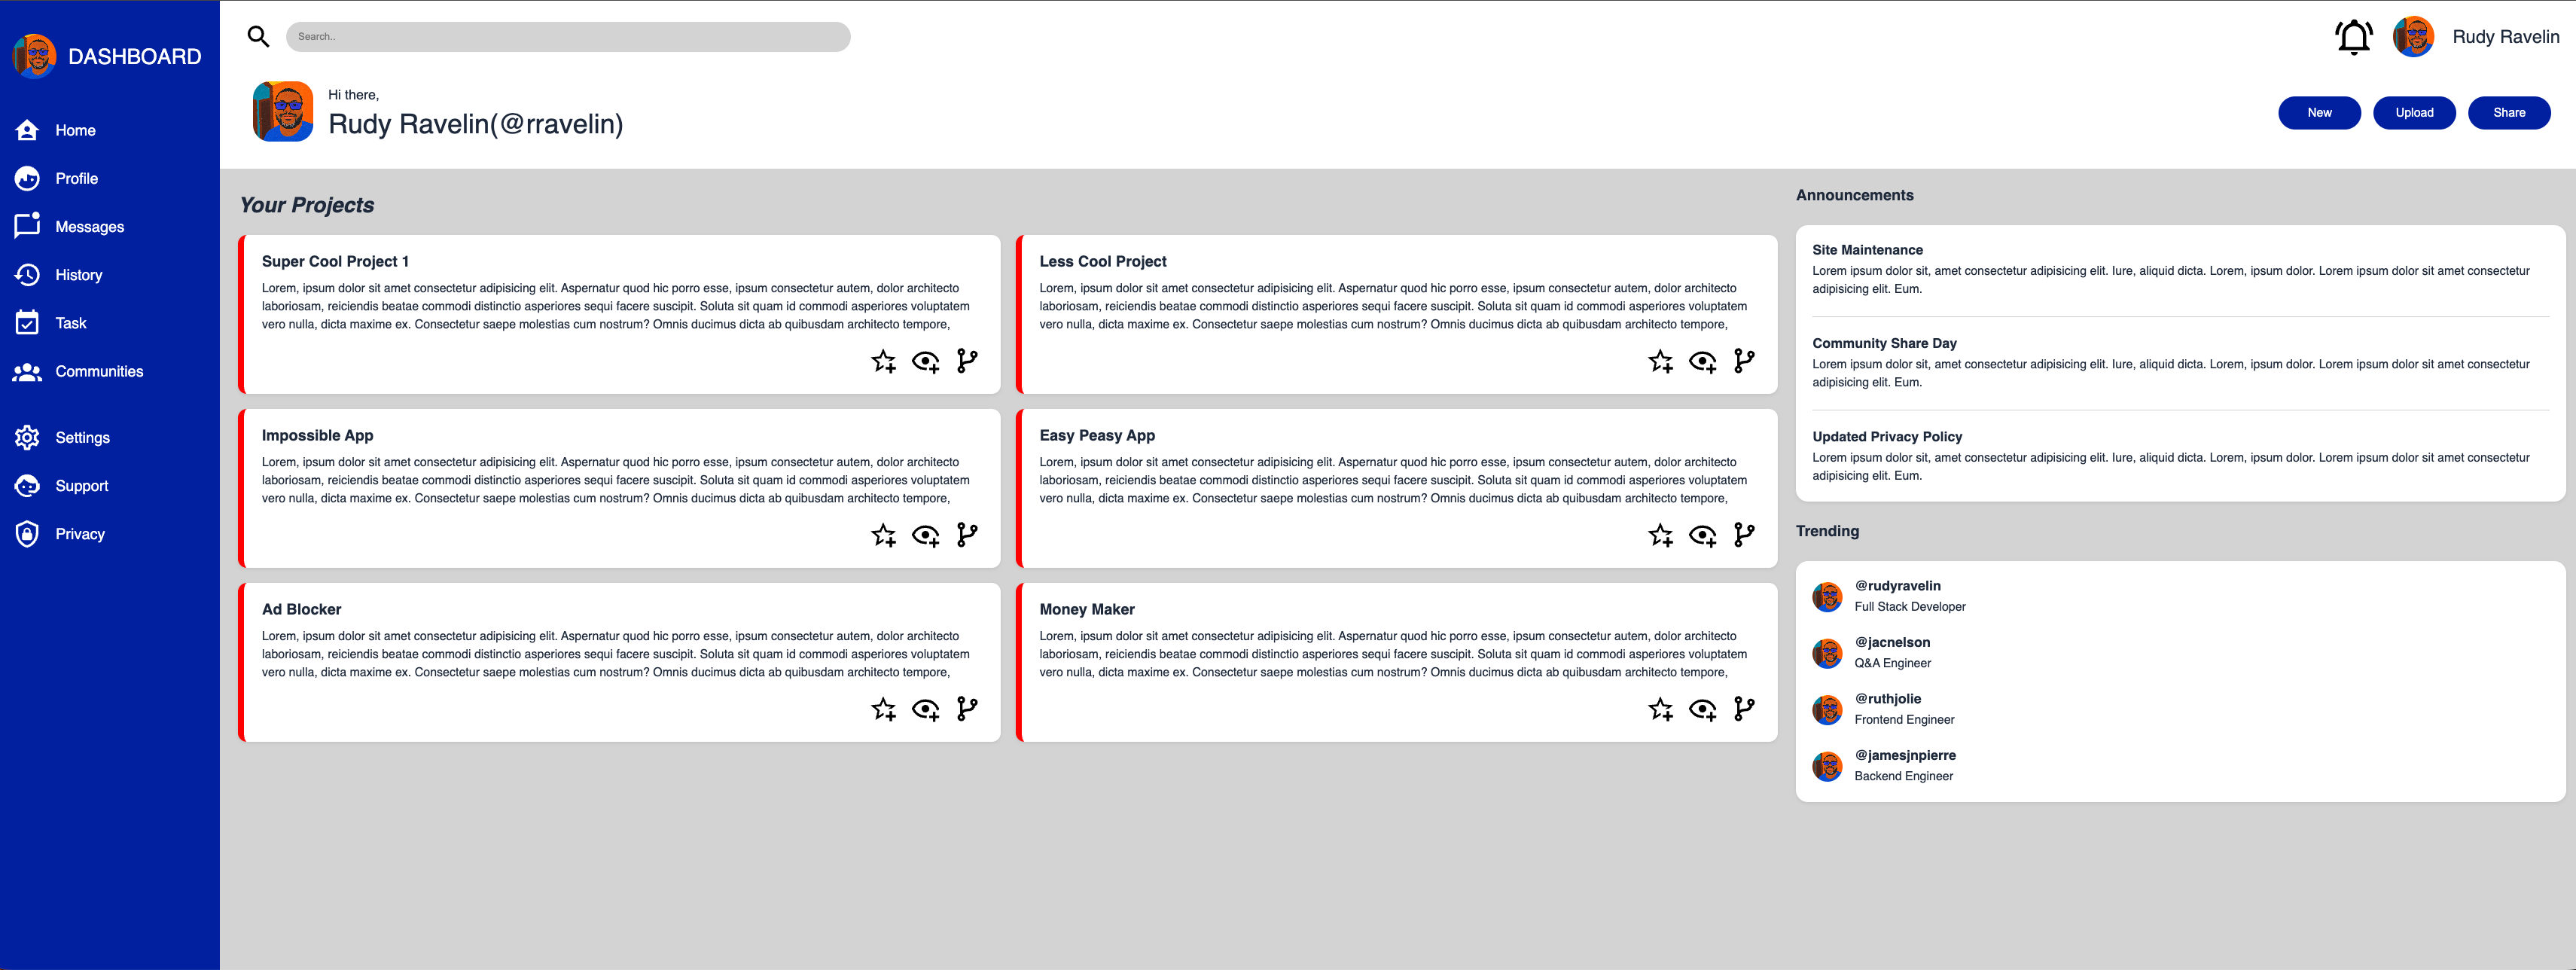 DASHBOARD
Home
Profile
Messages
History
Task
Communities
Settings
Support
Privacy
Search..
Rudy Ravelin
Hi there,
Rudy Ravelin(@rravelin)
New
Upload
Share
Your Projects
Super Cool Project 1
Lorem, ipsum dolor sit amet consectetur adipisicing elit. Aspernatur quod hic porro esse, ipsum consectetur autem, dolor architecto
laboriosam, reiciendis beatae commodi distinctio asperiores sequi facere suscipit. Soluta sit quam id commodi asperiores voluptatem
vero nulla, dicta maxime ex. Consectetur saepe molestias cum nostrum? Omnis ducimus dicta ab quibusdam architecto tempore,
Less Cool Project
Lorem, ipsum dolor sit amet consectetur adipisicing elit. Aspernatur quod hic porro esse, ipsum consectetur autem, dolor architecto
laboriosam, reiciendis beatae commodi distinctio asperiores sequi facere suscipit. Soluta sit quam id commodi asperiores voluptatem
vero nulla, dicta maxime ex. Consectetur saepe molestias cum nostrum? Omnis ducimus dicta ab quibusdam architecto tempore,
Impossible App
Lorem, ipsum dolor sit amet consectetur adipisicing elit. Aspernatur quod hic porro esse, ipsum consectetur autem, dolor architecto
laboriosam, reiciendis beatae commodi distinctio asperiores sequi facere suscipit. Soluta sit quam id commodi asperiores voluptatem
vero nulla, dicta maxime ex. Consectetur saepe molestias cum nostrum? Omnis ducimus dicta ab quibusdam architecto tempore,
Easy Peasy App
Lorem, ipsum dolor sit amet consectetur adipisicing elit. Aspernatur quod hic porro esse, ipsum consectetur autem, dolor architecto
laboriosam, reiciendis beatae commodi distinctio asperiores sequi facere suscipit. Soluta sit quam id commodi asperiores voluptatem
vero nulla, dicta maxime ex. Consectetur saepe molestias cum nostrum? Omnis ducimus dicta ab quibusdam architecto tempore,
Ad Blocker
Lorem, ipsum dolor sit amet consectetur adipisicing elit. Aspernatur quod hic porro esse, ipsum consectetur autem, dolor architecto
laboriosam, reiciendis beatae commodi distinctio asperiores sequi facere suscipit. Soluta sit quam id commodi asperiores voluptatem
vero nulla, dicta maxime ex. Consectetur saepe molestias cum nostrum? Omnis ducimus dicta ab quibusdam architecto tempore,
Money Maker
Lorem, ipsum dolor sit amet consectetur adipisicing elit. Aspernatur quod hic porro esse, ipsum consectetur autem, dolor architecto
laboriosam, reiciendis beatae commodi distinctio asperiores sequi facere suscipit. Soluta sit quam id commodi asperiores voluptatem
vero nulla, dicta maxime ex. Consectetur saepe molestias cum nostrum? Omnis ducimus dicta ab quibusdam architecto tempore,
Announcements
Site Maintenance
Lorem ipsum dolor sit, amet consectetur adipisicing elit. Iure, aliquid dicta. Lorem, ipsum dolor. Lorem ipsum dolor sit amet consectetur
adipisicing elit. Eum.
Community Share Day
Lorem ipsum dolor sit, amet consectetur adipisicing elit. Iure, aliquid dicta. Lorem, ipsum dolor. Lorem ipsum dolor sit amet consectetur
adipisicing elit. Eum.
Updated Privacy Policy
Lorem ipsum dolor sit, amet consectetur adipisicing elit. Iure, aliquid dicta. Lorem, ipsum dolor. Lorem ipsum dolor sit amet consectetur
adipisicing elit. Eum.
Trending
@rudyravelin
Full Stack Developer
@jacnelson
Q&A Engineer
@ruthjolie
Frontend Engineer
@jamesjnpierre
Backend Engineer